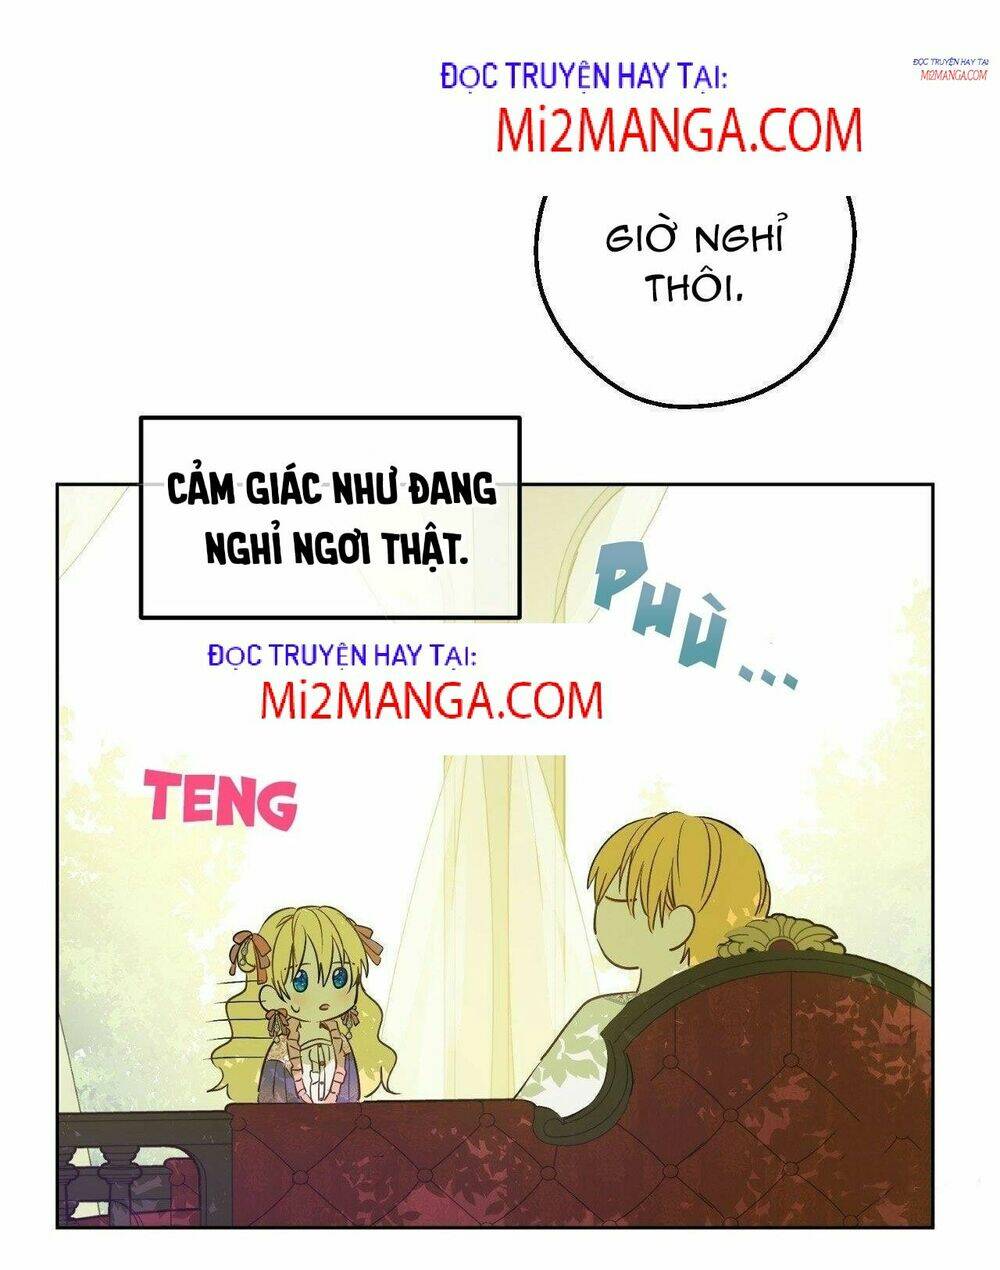 ĐỌC TRUYỆN HAY TẠI:
MI2MANGA.COM
ĐỌC TRUYỆN HAY TẠI:
Mi2MANGA.COM
GIỜ NGHỈ
THÔI.
CẢM GIÁC NHƯ ĐANG
NGHỈ NGƠI THẬT.
PHÙ...
ĐỌC TRUYỆN HAY TẠI:
Mi2MANGA.COM
TENG